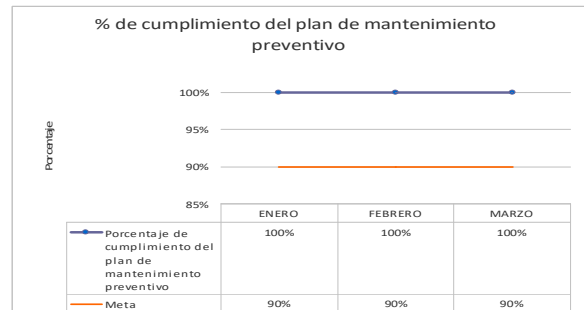 % de cumplimiento del plan de mantenimiento
preventivo
Porcentaje
100%
95%
90%
85%
ENERO FEBRERO MARZO
Porcentaje de
cumplimiento del
plan de
mantenimiento
preventivo
100% 100% 100%
Meta 90% 90% 90%